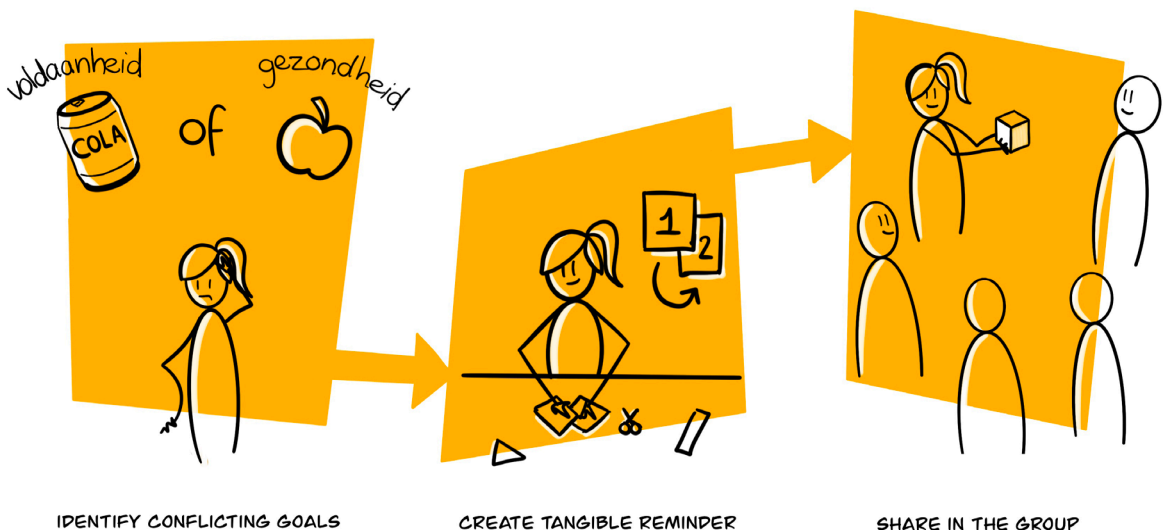 voldaanheid
of
gezondheid
COLA
1
2
IDENTIFY CONFLICTING GOALS
CREATE TANGIBLE REMINDER
SHARE IN THE GROUP